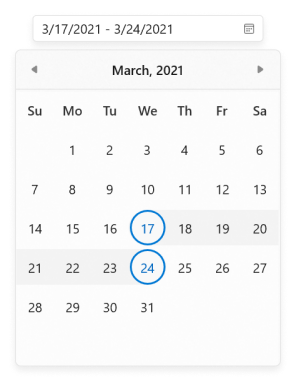 3/17/2021 - 3/24/2021
March, 2021
Su Mo Tu We Th Fr Sa
1 2 3 4 5 6
7 8 9 10 11 12 13
14 15 16 17 18 19 20
21 22 23 24 25 26 27
28 29 30 31